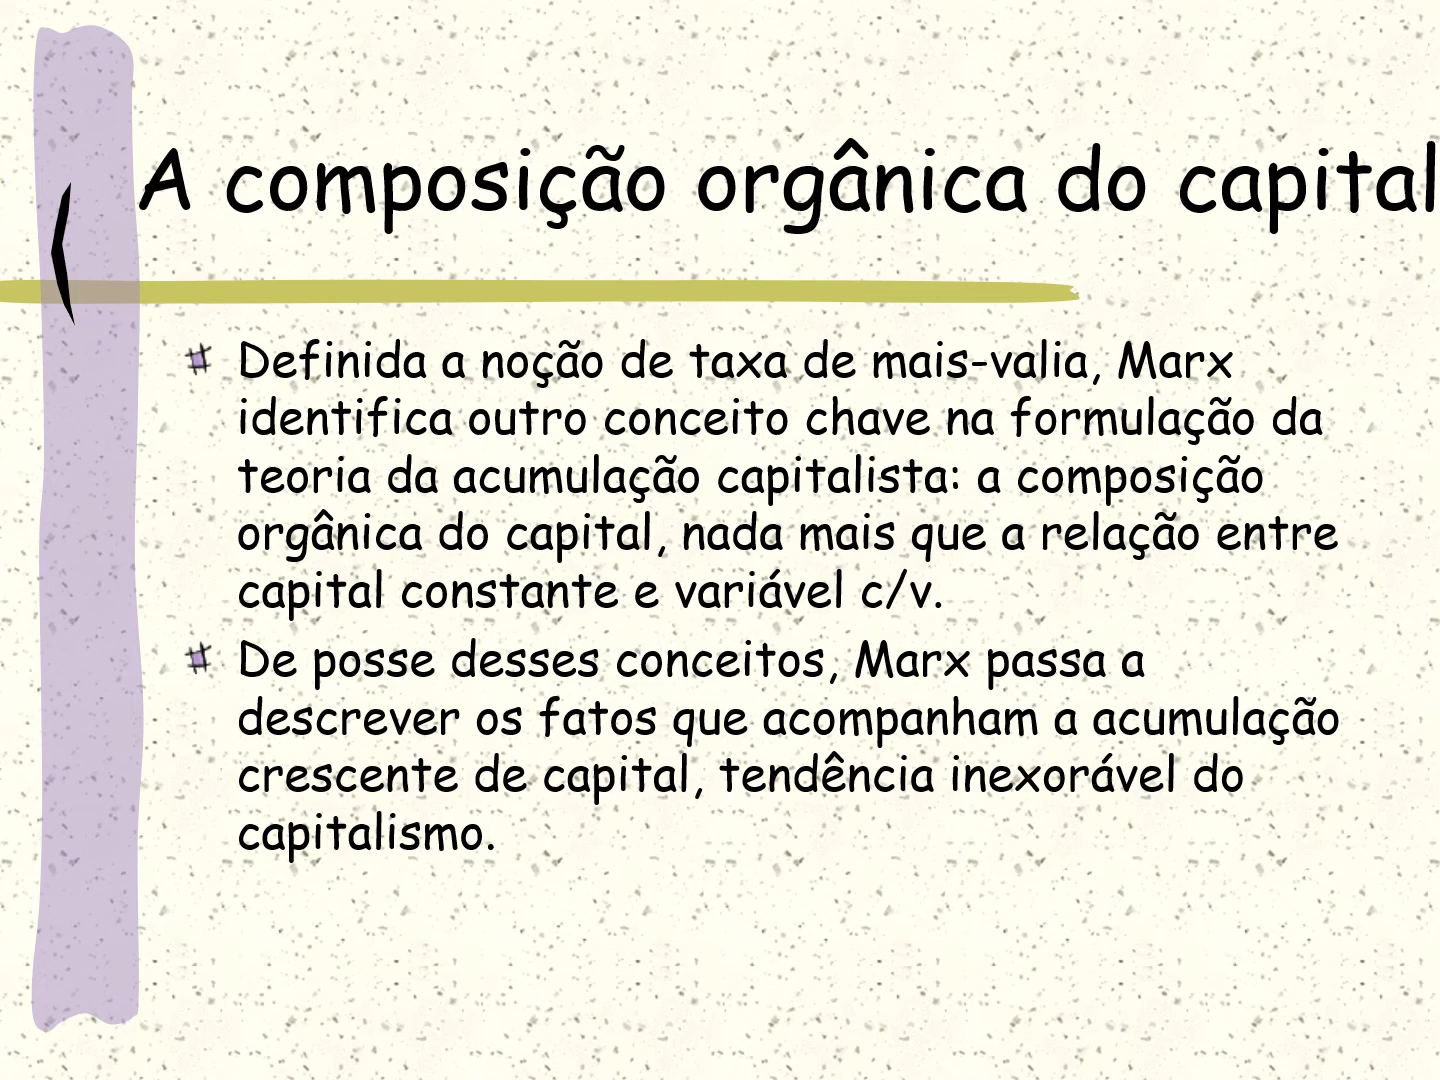 A composição orgânica do capital
Definida a noção de taxa de mais-valia, Marx
identifica outro conceito chave na formulação da
teoria da acumulação capitalista: a composição
orgânica do capital, nada mais que a relação entre
capital constante e variável c/v.
De posse desses conceitos, Marx passa a
descrever os fatos que acompanham a acumulação
crescente de capital, tendência inexorável do
capitalismo.